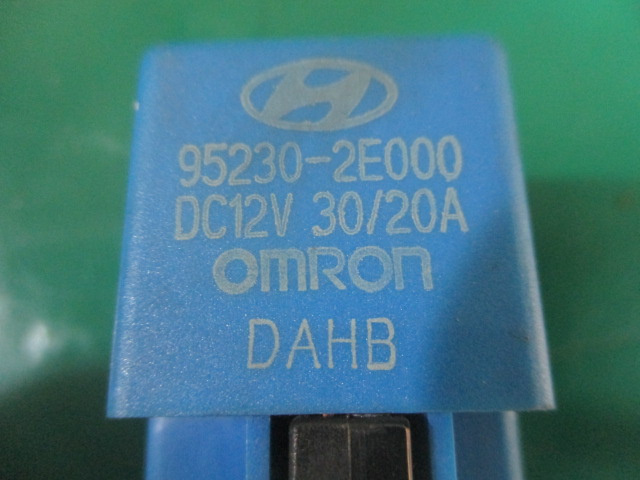 95230-2E000
DC12V 30/20A
omron
DAHB